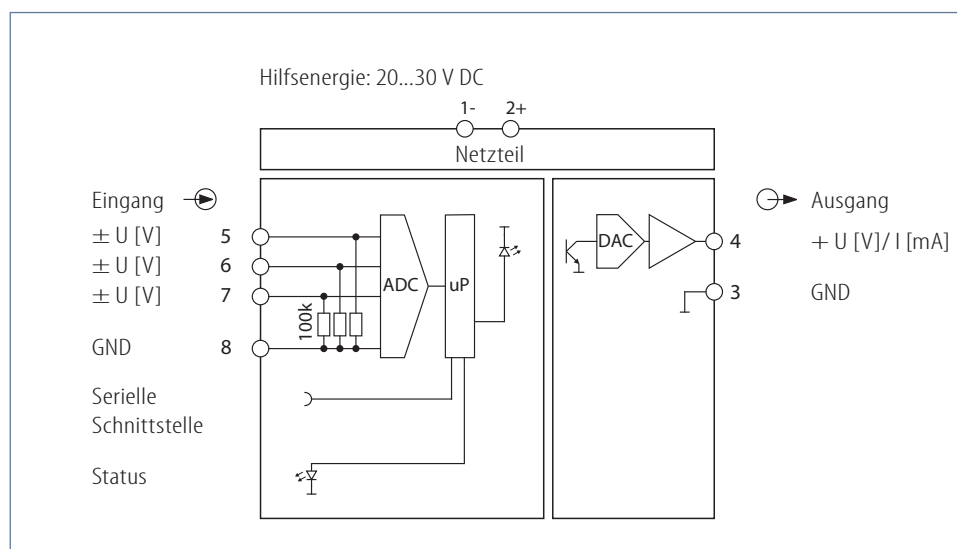 Hilfsenergie: 20...30 V DC
1- 2+
Netzteil
Eingang
Ausgang
± U [V] 5
DAC
4 + U [V]/ I [mA]
± U [V] 6
ADC
uP
± U [V] 7
3 GND
100k
GND 8
Serielle
Schnittstelle
Status